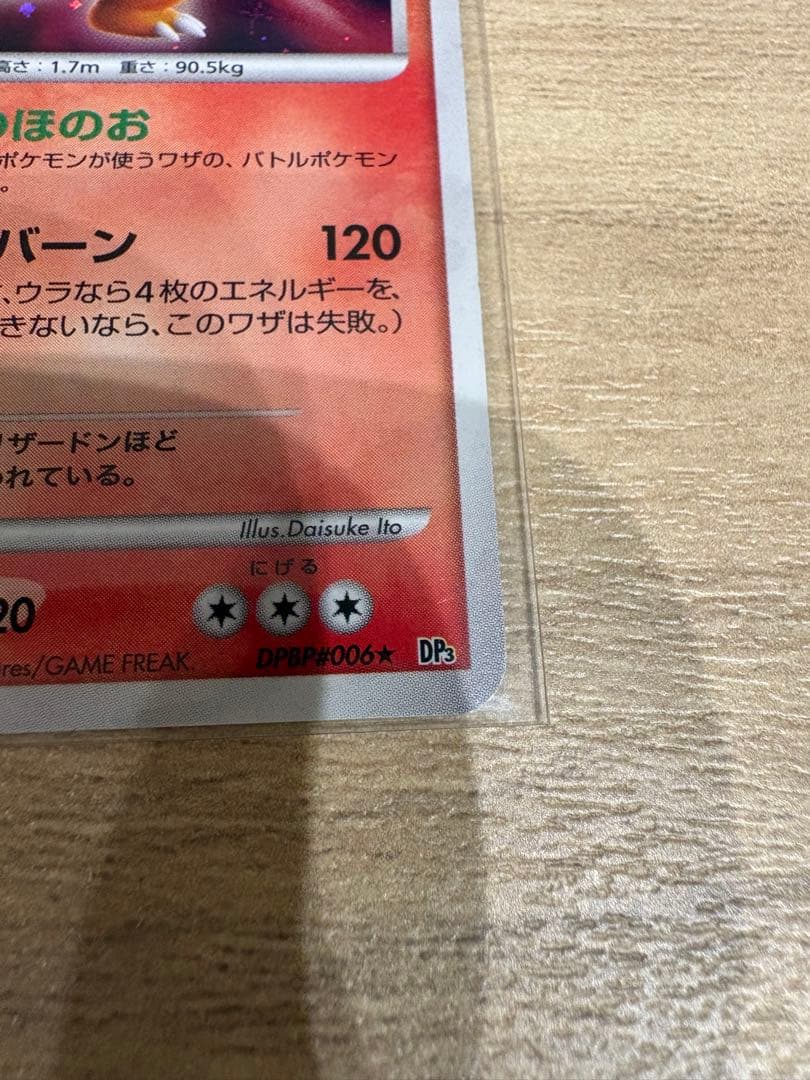 高さ：1.7m 重さ：90.5kg
ほのお
ポケモンが使うワザの、バトルポケモン
。
バーン 120
、ウラなら4枚のエネルギーを、
きないなら、このワザは失敗。）
ザードンほど
れている。
Illus.Daisuke Ito
にげる
20
res/GAME FREAK.
DPBP#006★ DP3